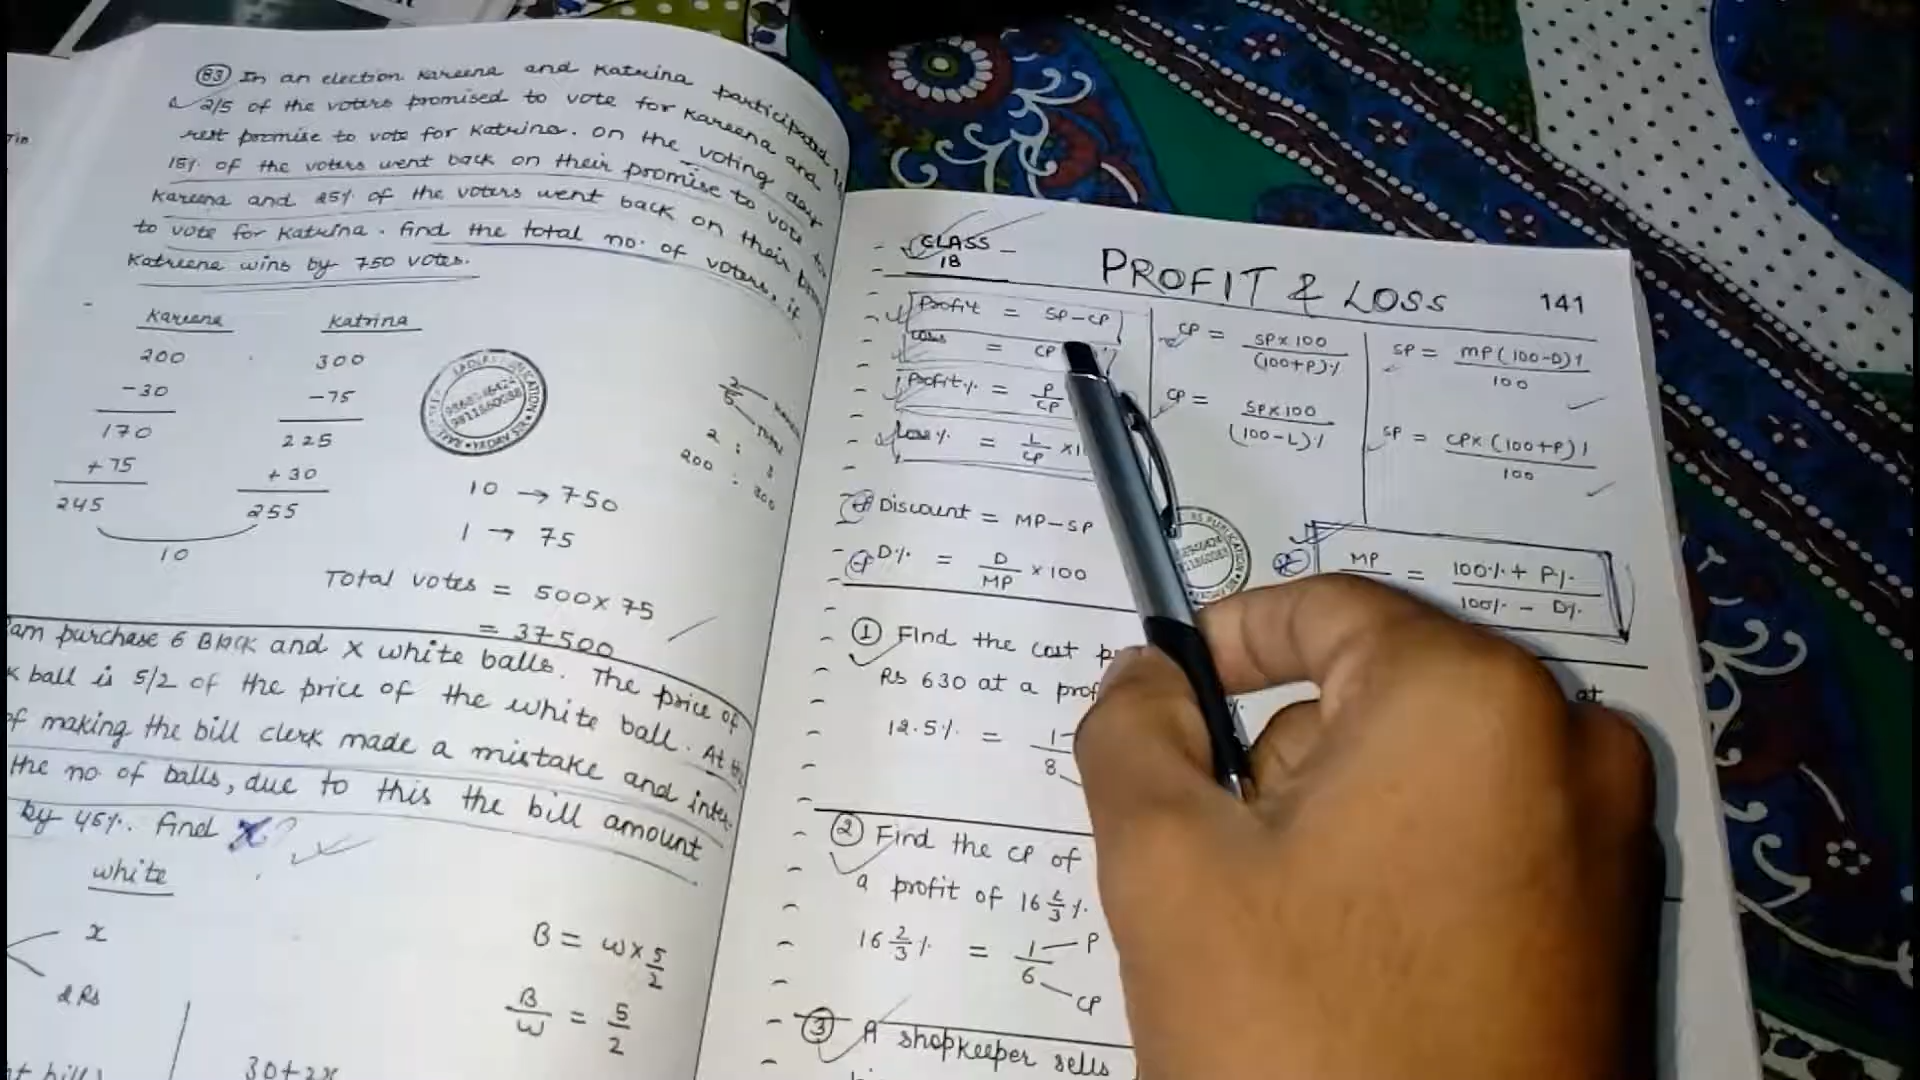 (83) In an election Kareena and Katrina participated
2/5 of the voters promised to vote for Kareena and
rest promise to vote for Katrina. On the voting day
15% of the voters went back on their promise to vote for
Kareena and 25% of the voters went back on their
to vote for Katrina. Find the total no. of voters, if
Katreena wins by 750 votes.
Kareena Katrina
200 300
-30 -75
170 225
+75 +30
245 255
10
2/5
2 : 3
200 : 300
10 → 750
1 → 75
Total votes = 500 x 75
= 37500
am purchase 6 Black and x white balls. The price of
k ball is 5/2 of the price of the white ball. At
of making the bill clerk made a mistake and inter-
the no. of balls, due to this the bill amount
by 45%. Find x?
white
x
2 Rs
30+2x
B = W x 5/2
B/W = 5/2
CLASS
18
PROFIT & LOSS 141
Profit = SP - CP
Loss = CP
Profit% = P/CP
Loss% = L/CP x
Discount = MP - SP
D% = D/MP x 100
CP = SP x 100/(100+P)%
CP = SP x 100/(100-L)%
SP = MP(100-D)%/100
SP = CP x (100+P)%/100
MP = 100% + P%/100% - D%
(1) Find the cost
Rs 630 at a
12.5% = 1/8
at
(2) Find the CP of
a profit of 16 2/3 %.
16 2/3 % = 1/6
P
CP
(3) A shopkeeper sells